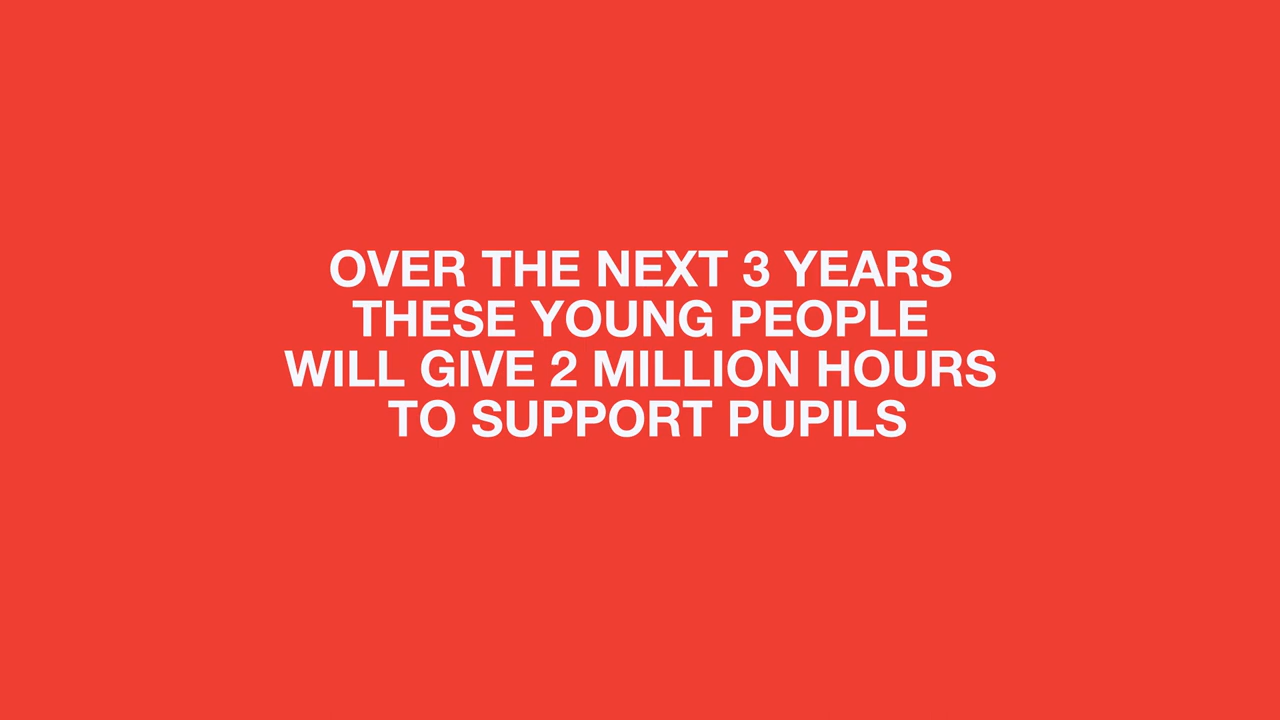 OVER THE NEXT 3 YEARS
THESE YOUNG PEOPLE
WILL GIVE 2 MILLION HOURS
TO SUPPORT PUPILS